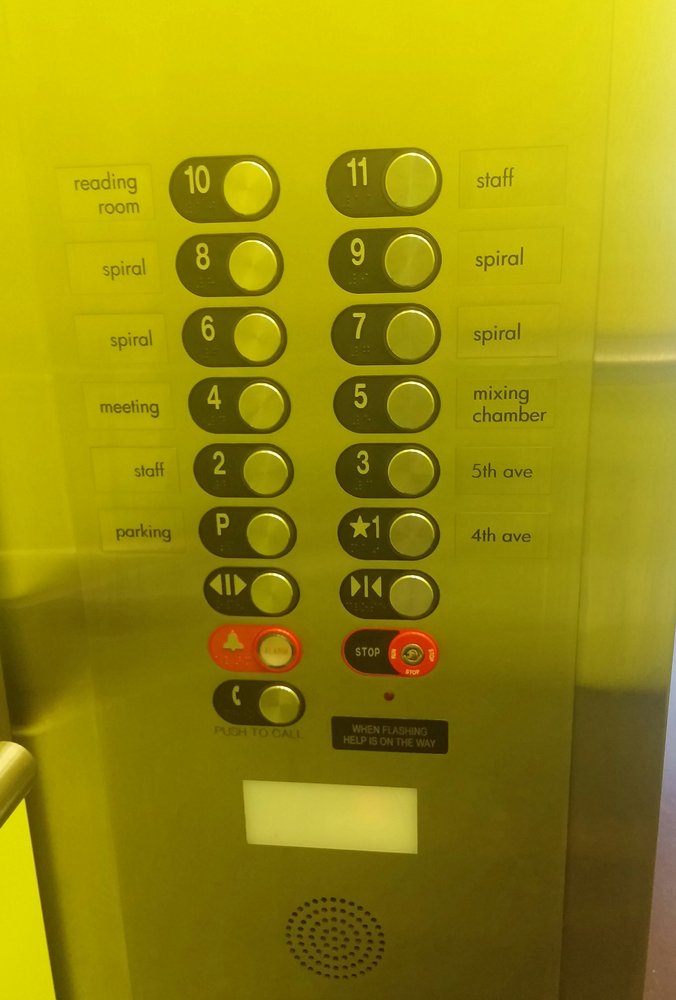 reading
room
10
11
staff
spiral
8
9
spiral
spiral
6
7
spiral
meeting
4
5
mixing
chamber
staff
2
3
5th ave
parking
P
★1
4th ave
STOP
STOP
PUSH TO CALL
WHEN FLASHING
HELP IS ON THE WAY